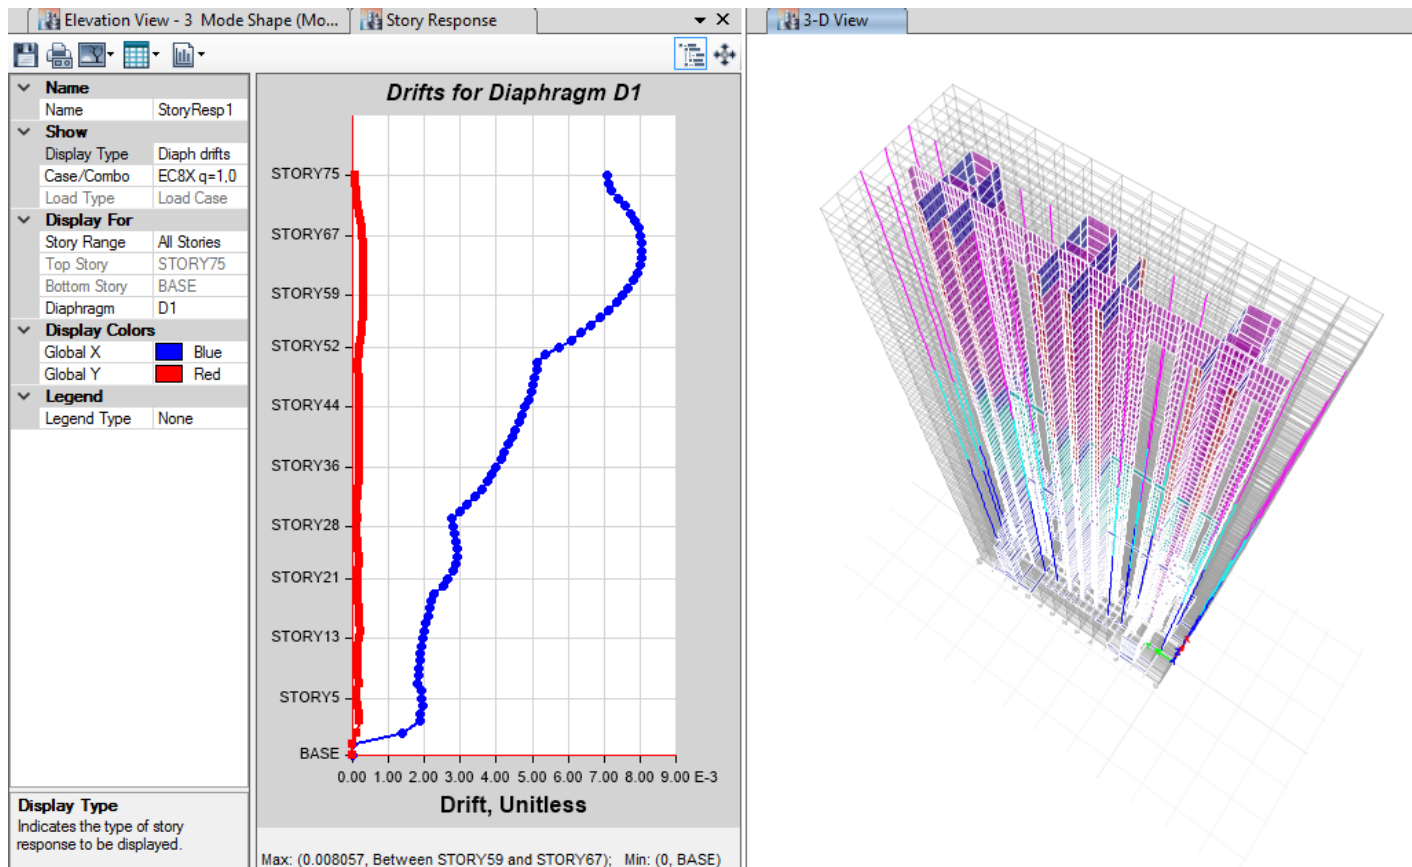 Elevation View - 3  Mode Shape (Mo...
Story Response
3-D View
Name
Name StoryResp1
Show
Display Type Diaph drifts
Case/Combo EC8X q=1,0
Load Type Load Case
Display For
Story Range All Stories
Top Story STORY75
Bottom Story BASE
Diaphragm D1
Display Colors
Global X Blue
Global Y Red
Legend
Legend Type None
Display Type
Indicates the type of story
response to be displayed.
Drifts for Diaphragm D1
STORY75
STORY67
STORY59
STORY52
STORY44
STORY36
STORY28
STORY21
STORY13
STORY5
BASE
0.00 1.00 2.00 3.00 4.00 5.00 6.00 7.00 8.00 9.00 E-3
Drift, Unitless
Max: (0.008057, Between STORY59 and STORY67);  Min: (0, BASE)